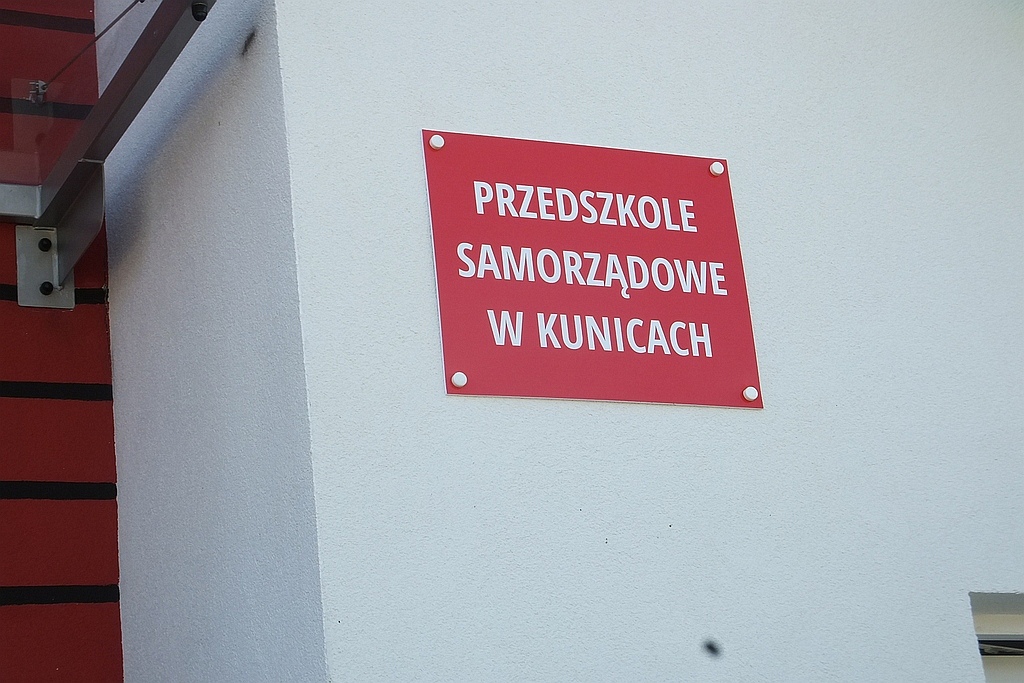 PRZEDSZKOLE
SAMORZĄDOWE
W KUNICACH